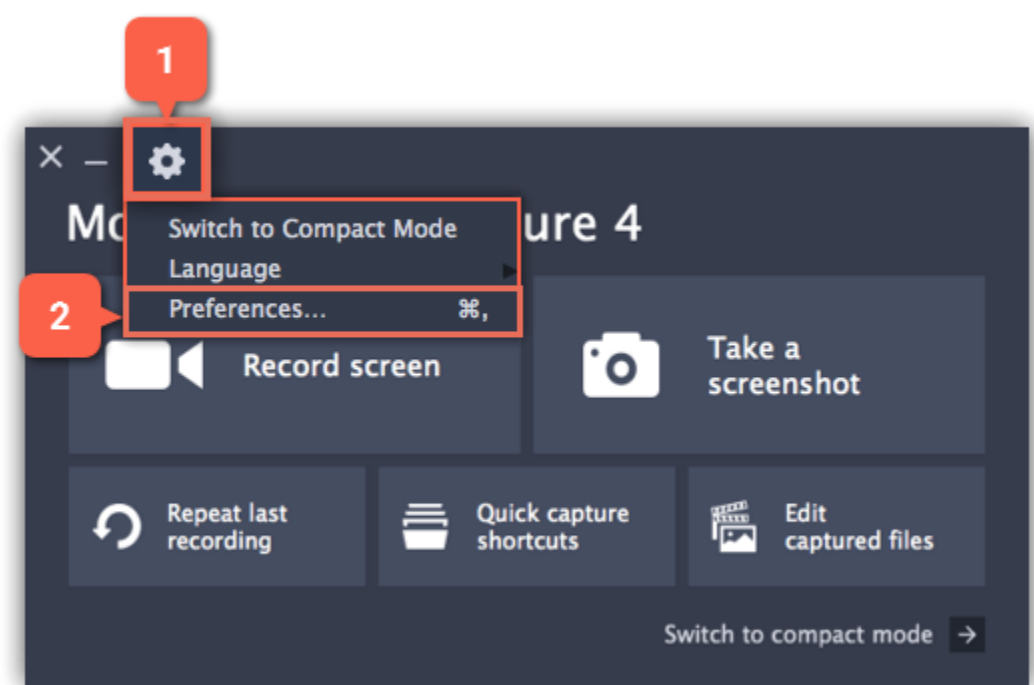 1
Mo
ure 4
Switch to Compact Mode
Language
2
Preferences... ⌘,
Record screen
Take a
screenshot
Repeat last
recording
Quick capture
shortcuts
Edit
captured files
Switch to compact mode